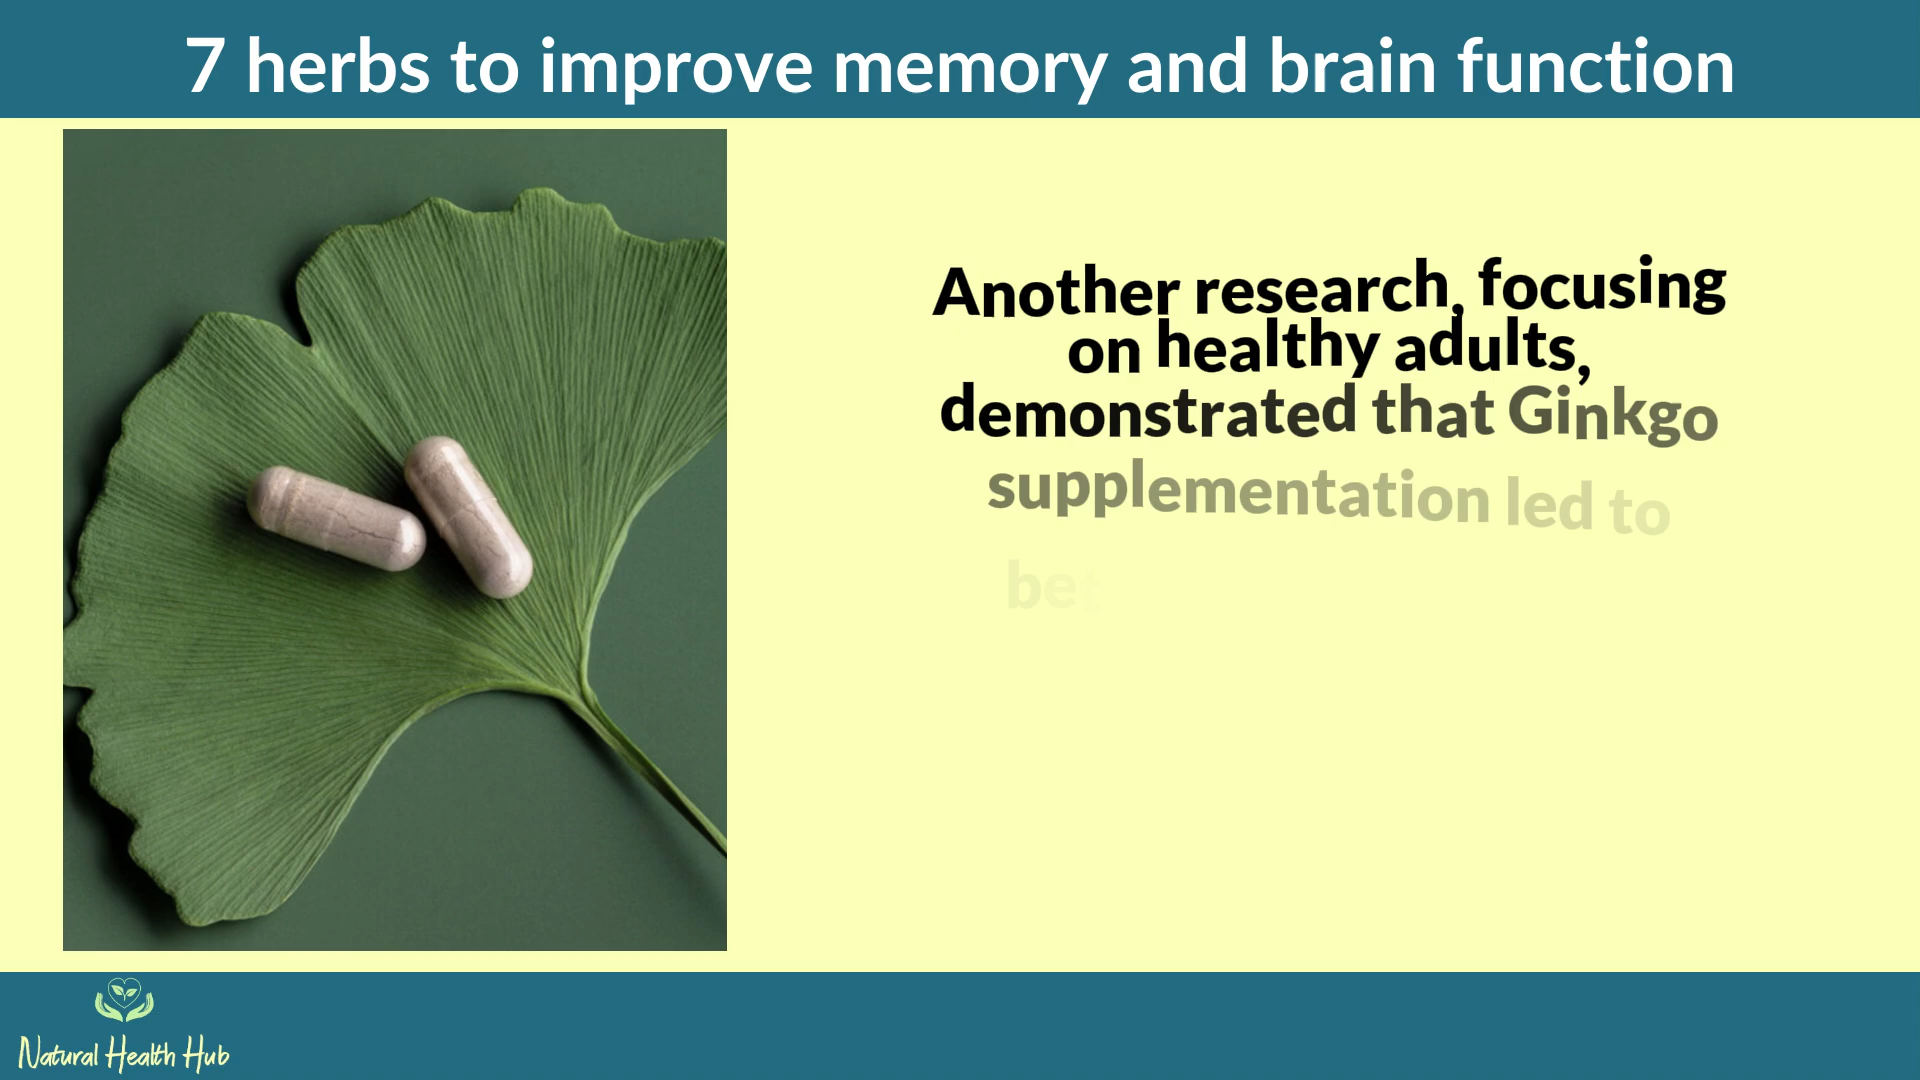 7 herbs to improve memory and brain function
Another research, focusing
on healthy adults,
demonstrated that Ginkgo
supplementation led to
bet
Natural Health Hub